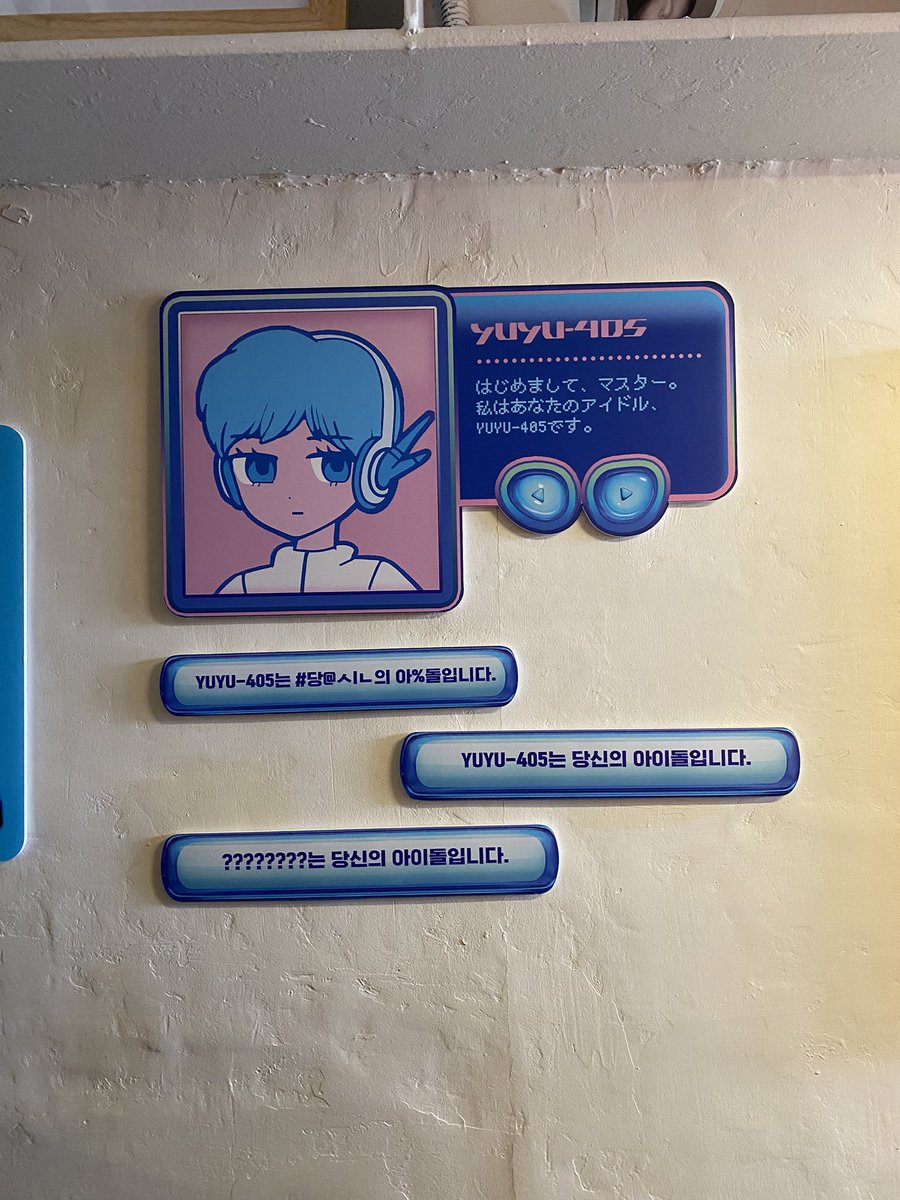 YUYU-405
はじめまして、マスター。
私はあなたのアイドル、
YUYU-405です。
YUYU-405는 #당@ㅅㅣㄴ의 아%돌입니다.
YUYU-405는 당신의 아이돌입니다.
????????는 당신의 아이돌입니다.